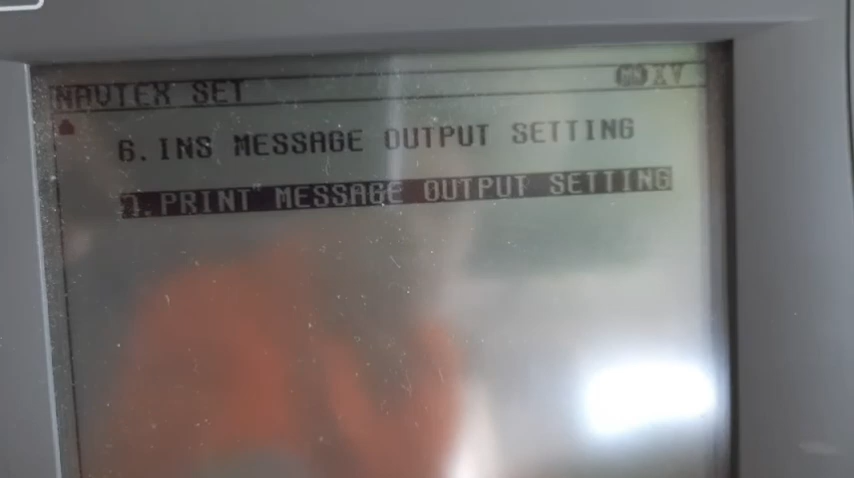 NAVTEX SET
6.INS MESSAGE OUTPUT SETTING
7.PRINT MESSAGE OUTPUT SETTING